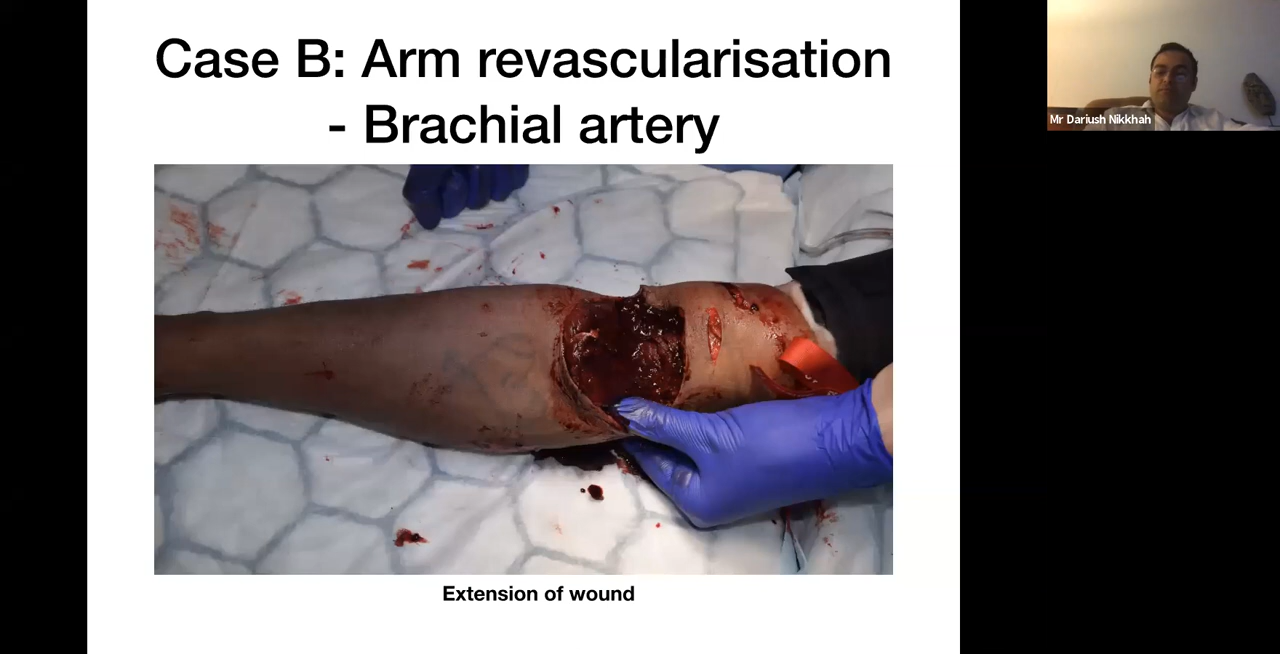 Case B: Arm revascularisation
- Brachial artery
Mr Dariush Nikkhah
Extension of wound